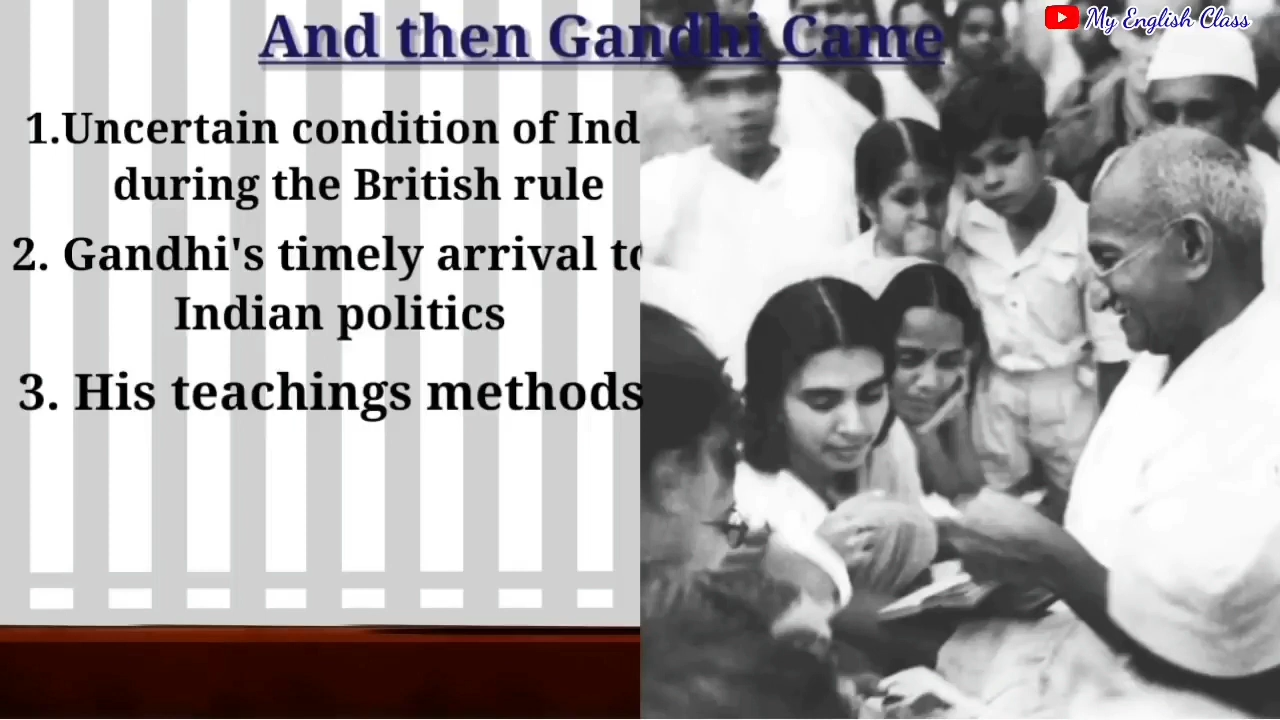 And then Gandhi Came
My English Class
1.Uncertain condition of Ind
during the British rule
2. Gandhi's timely arrival to
Indian politics
3. His teachings methods